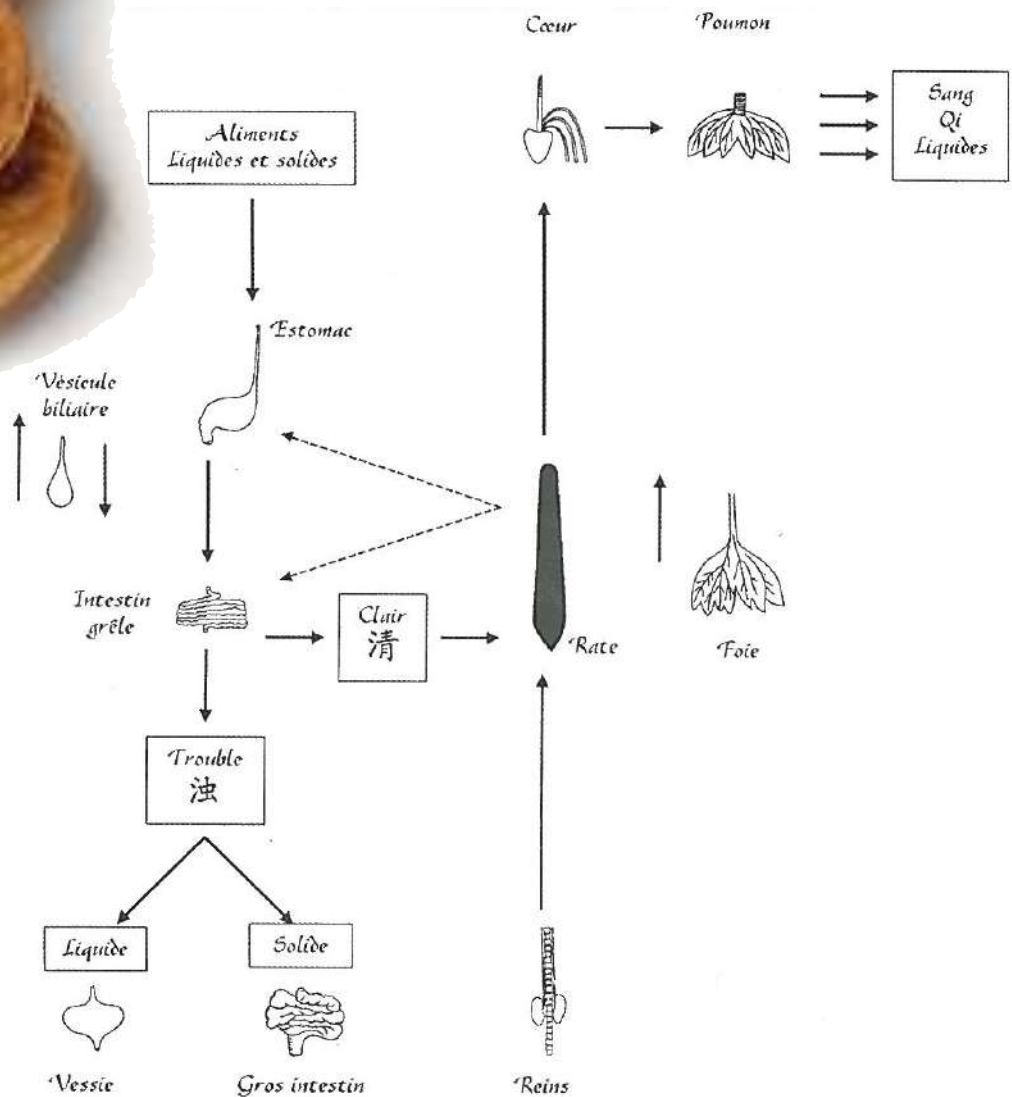 Cœur
Poumon
Sang
Qi
Liquides
Aliments
Liquides et solides
Estomac
Vésicule
biliaire
Intestin
grêle
Clair
清
Rate
Foie
Trouble
浊
Liquide
Solide
Vessie
Gros intestin
Reins